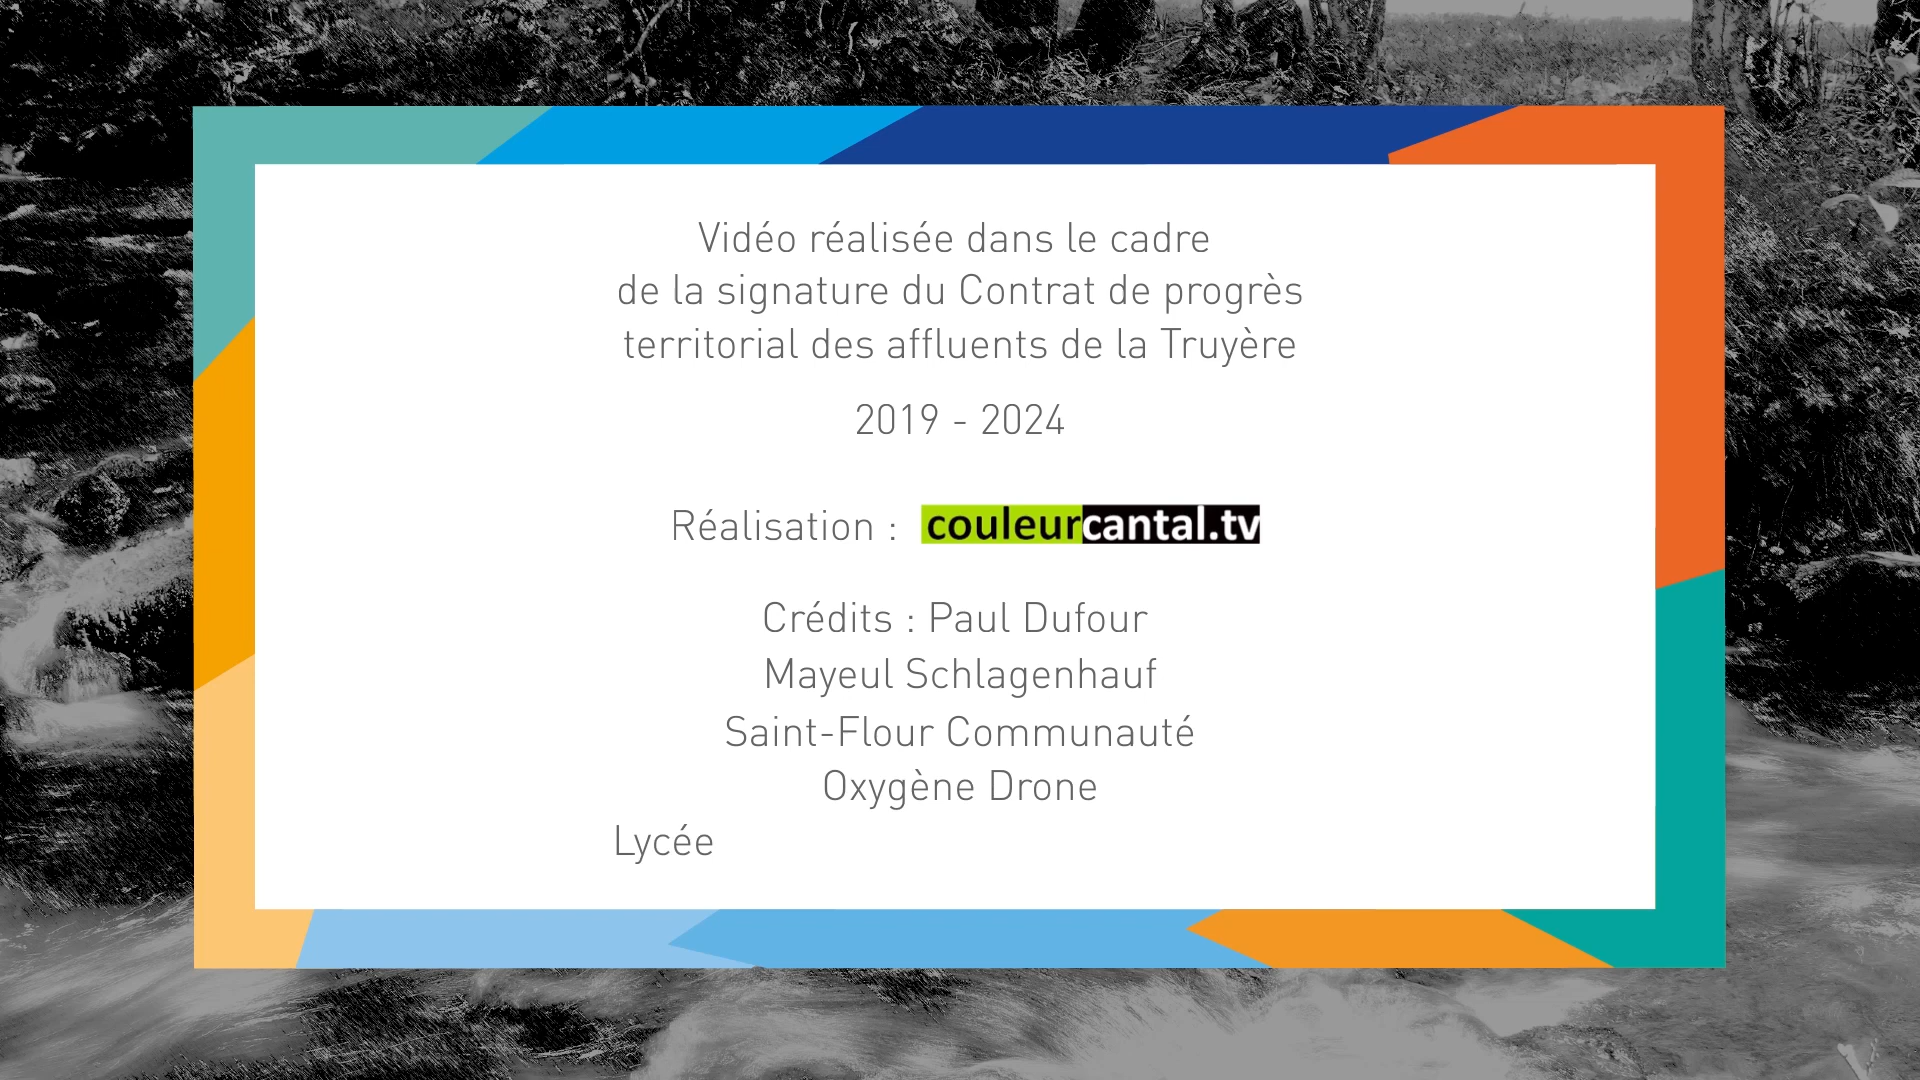 Vidéo réalisée dans le cadre
de la signature du Contrat de progrès
territorial des affluents de la Truyère
2019 - 2024
Réalisation : couleurcantal.tv
Crédits : Paul Dufour
Mayeul Schlagenhauf
Saint-Flour Communauté
Oxygène Drone
Lycée